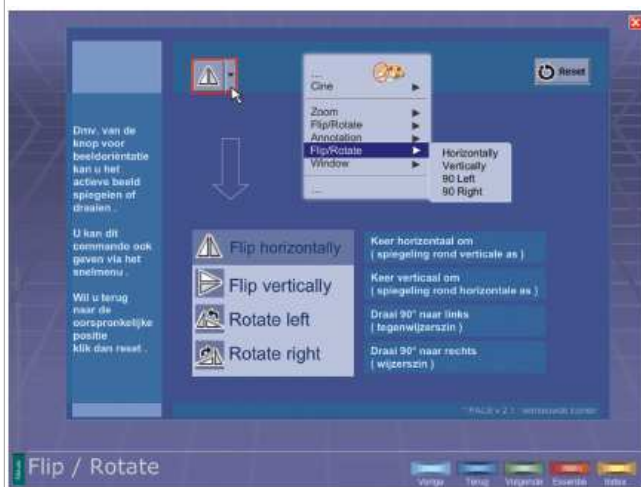 Dmv. van de
knop voor
beeldoriëntatie
kan u het
actieve beeld
spiegelen of
draaien .
U kan dit
commando ook
geven via het
snelmenu .
Wil u terug
naar de
oorspronkelijke
positie
klik dan reset .
....
Cine
Zoom
Flip/Rotate
Annotation
Flip/Rotate
Window
....
Horizontally
Vertically
90 Left
90 Right
Reset
Flip horizontally
Flip vertically
Rotate left
Rotate right
Keer horizontaal om
( spiegeling rond verticale as )
Keer verticaal om
( spiegeling rond horizontale as )
Draai 90° naar links
( tegenwijzerszin )
Draai 90° naar rechts
( wijzerszin )
Flip / Rotate
Vorige
Terug
Volgende
Essentie
Index